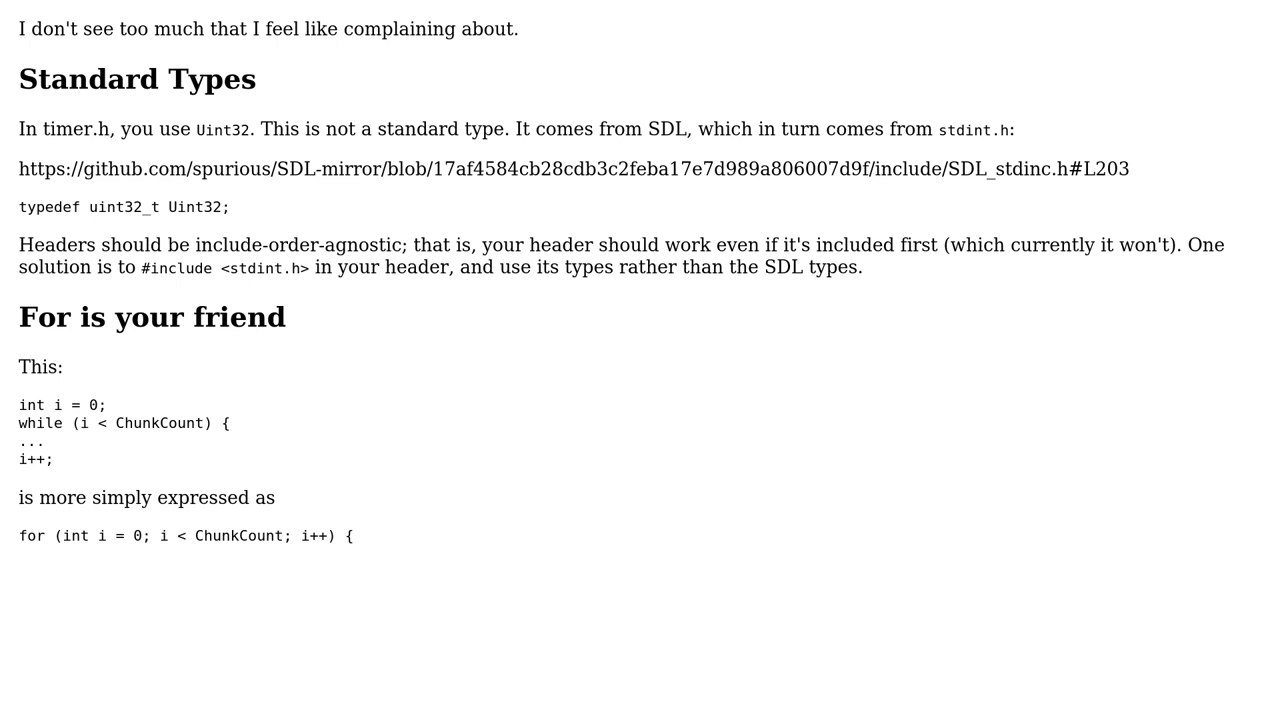 I don't see too much that I feel like complaining about.
Standard Types
In timer.h, you use Uint32. This is not a standard type. It comes from SDL, which in turn comes from stdint.h:
https://github.com/spurious/SDL-mirror/blob/17af4584cb28cdb3c2feba17e7d989a806007d9f/include/SDL_stdinc.h#L203
typedef uint32_t Uint32;
Headers should be include-order-agnostic; that is, your header should work even if it's included first (which currently it won't). One
solution is to #include <stdint.h> in your header, and use its types rather than the SDL types.
For is your friend
This:
int i = 0;
while (i < ChunkCount) {
...
i++;
is more simply expressed as
for (int i = 0; i < ChunkCount; i++) {